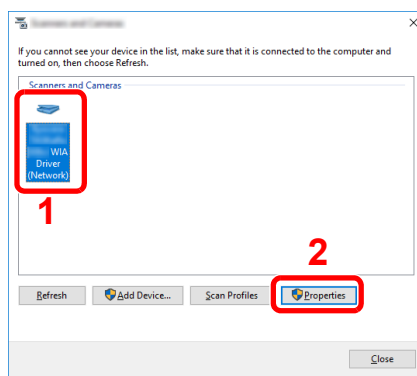 If you cannot see your device in the list, make sure that it is connected to the computer and
turned on, then choose Refresh.
Scanners and Cameras
WIA
Driver
(Network)
1
2
Refresh
Add Device...
Scan Profiles
Properties
Close